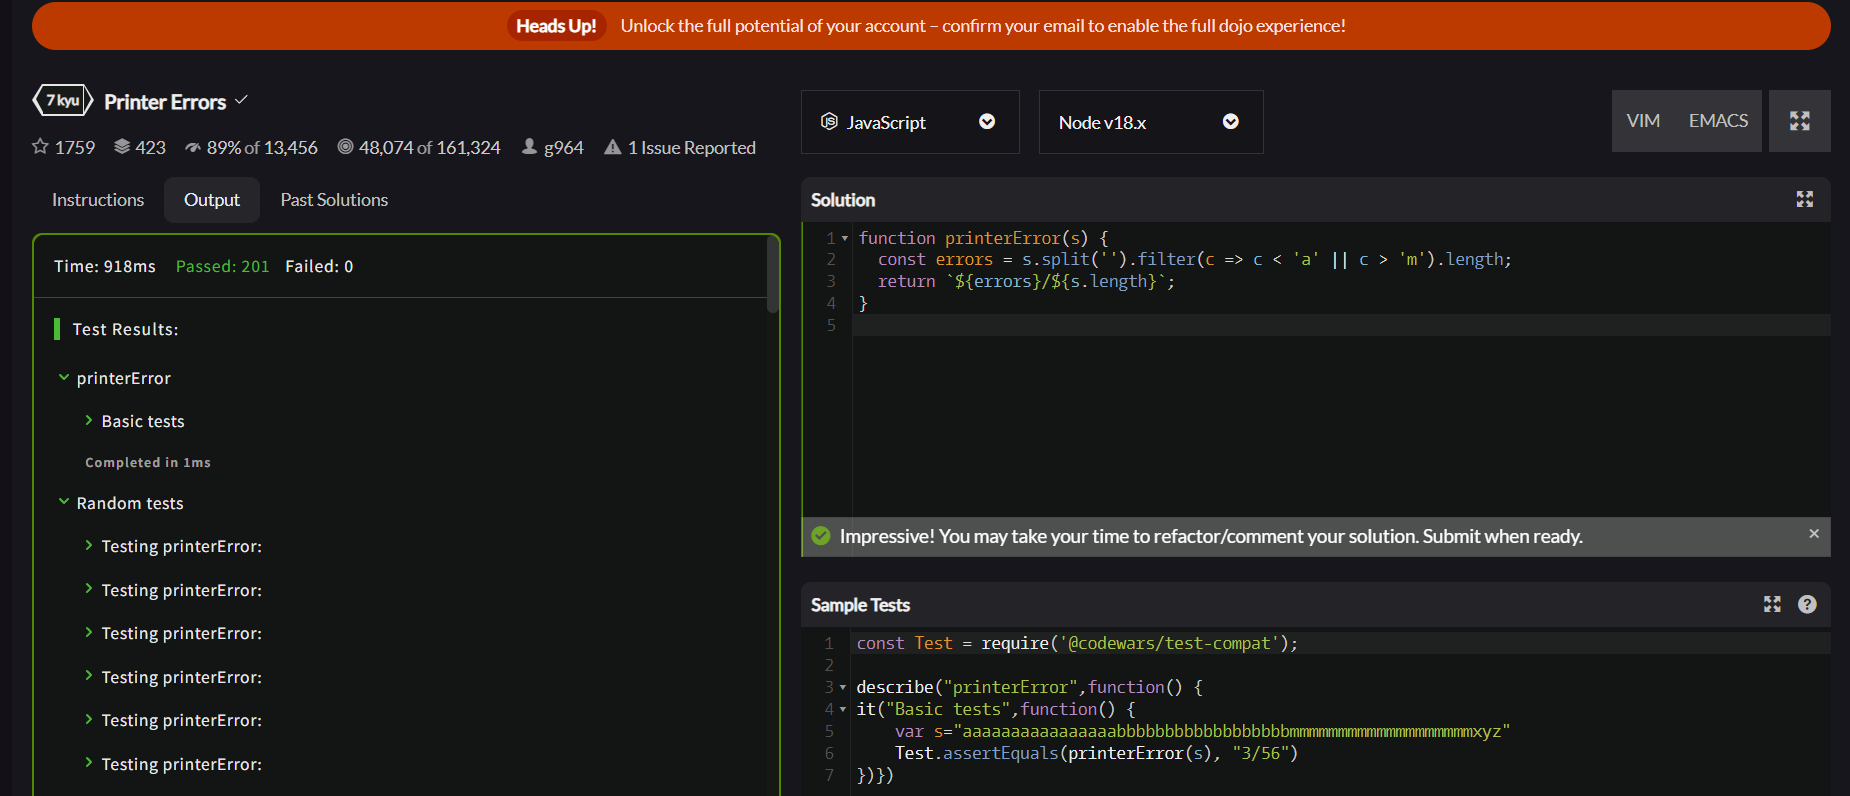 Heads Up! Unlock the full potential of your account – confirm your email to enable the full dojo experience!
7 kyu Printer Errors
1759 423 89% of 13,456 48,074 of 161,324 g964 1 Issue Reported
JavaScript
Node v18.x
VIM EMACS
Instructions Output Past Solutions
Time: 918ms Passed: 201 Failed: 0
Test Results:
printerError
Basic tests
Completed in 1ms
Random tests
Testing printerError:
Testing printerError:
Testing printerError:
Testing printerError:
Testing printerError:
Testing printerError:
Solution
1 function printerError(s) {
2 const errors = s.split('').filter(c => c < 'a' || c > 'm').length;
3 return `${errors}/${s.length}`;
4 }
5
Impressive! You may take your time to refactor/comment your solution. Submit when ready.
Sample Tests
1 const Test = require('@codewars/test-compat');
2
3 describe("printerError",function() {
4 it("Basic tests",function() {
5 var s="aaaaaaaaaaaaaaaabbbbbbbbbbbbbbbbbbmmmmmmmmmmmmmmmmmmmxyz"
6 Test.assertEquals(printerError(s), "3/56")
7 })})